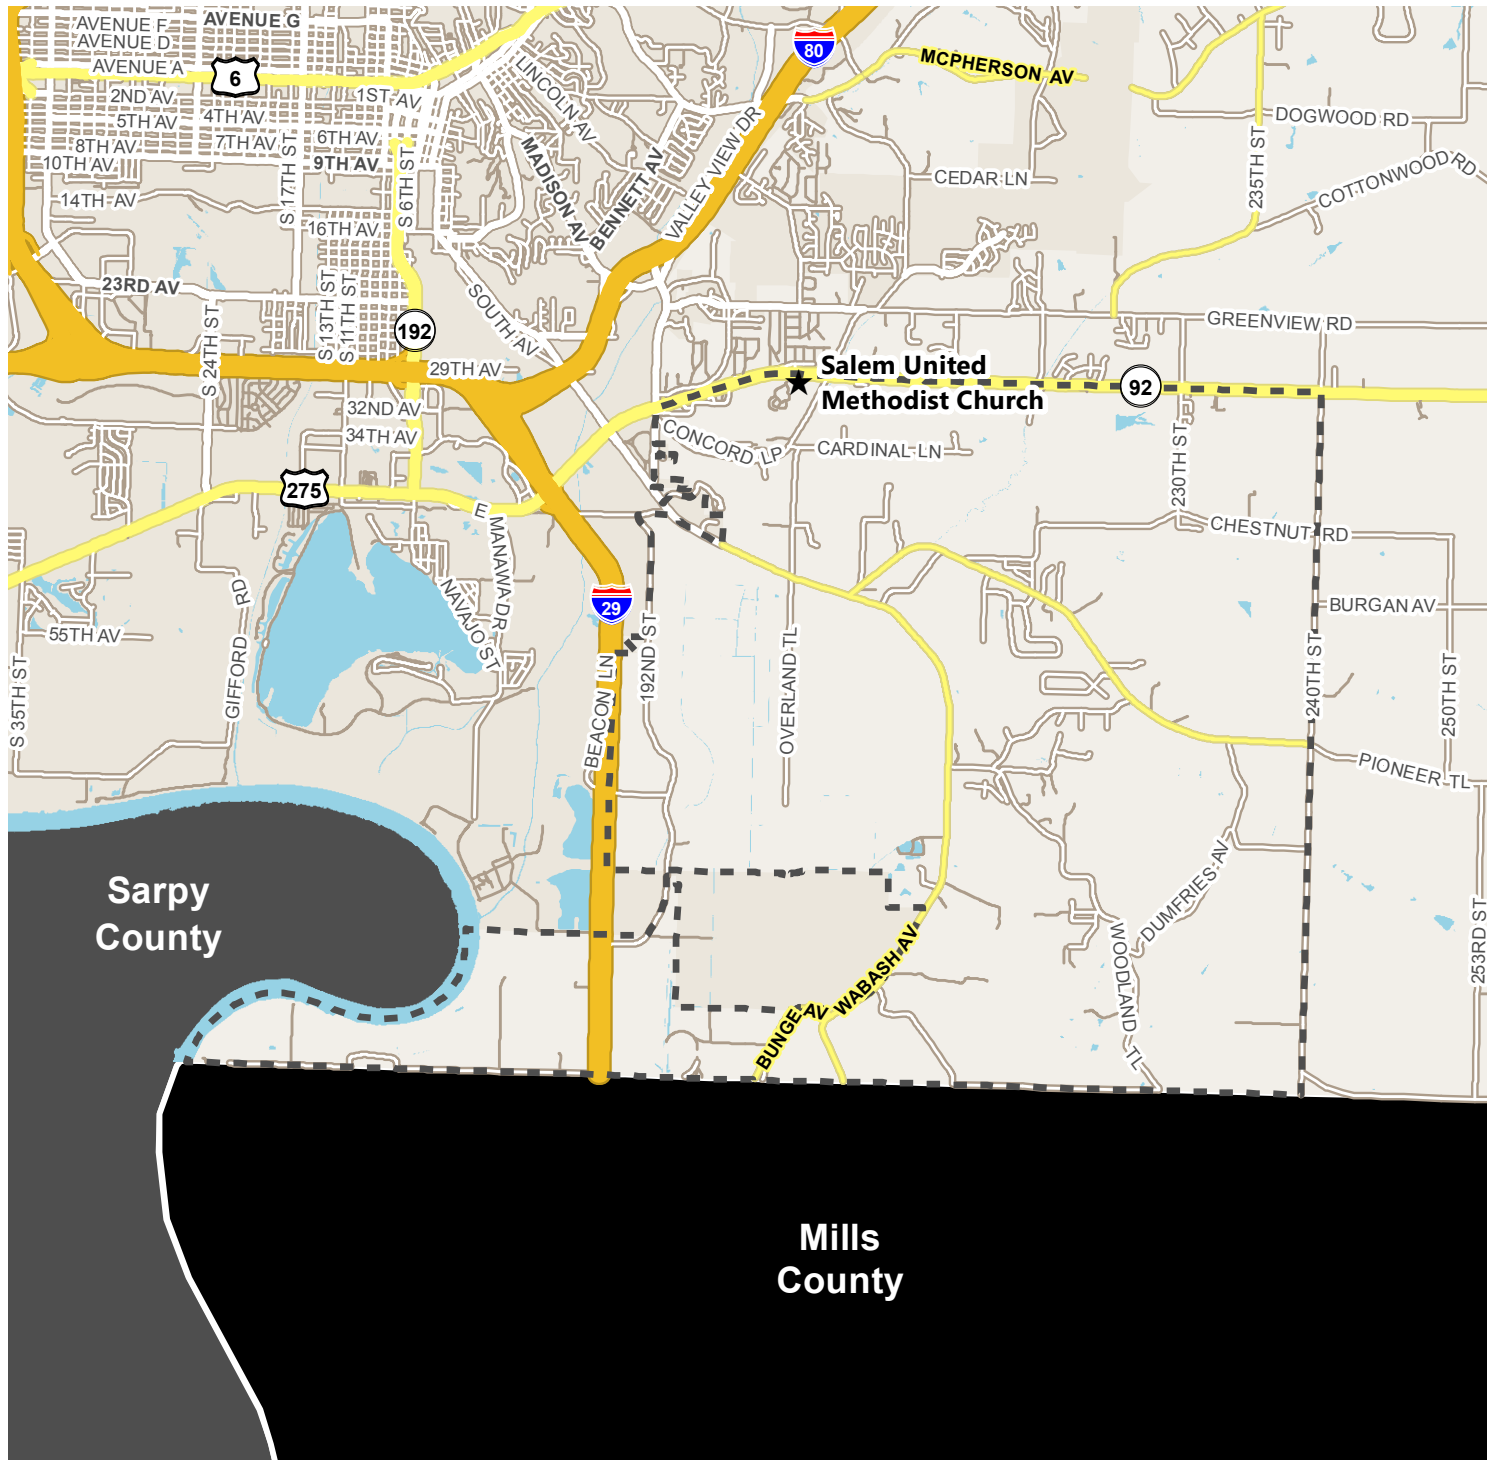 AVENUE F
AVENUE G
AVENUE D
AVENUE A
6
2ND AV
1ST AV
5TH AV
4TH AV
8TH AV
7TH AV
6TH AV
10TH AV
9TH AV
14TH AV
S 17TH ST
S 6TH ST
16TH AV
23RD AV
S 13TH ST
S 11TH ST
S 24TH ST
192
29TH AV
32ND AV
34TH AV
275
LINCOLN AV
MADISON AV
BENNETT AV
VALLEY VIEW DR
SOUTH AV
80
MCPHERSON AV
CEDAR LN
DOGWOOD RD
235TH ST
COTTONWOOD RD
GREENVIEW RD
Salem United
Methodist Church
92
CONCORD LP
CARDINAL LN
230TH ST
CHESTNUT RD
BURGAN AV
240TH ST
250TH ST
PIONEER TL
E MANAWA DR
NAVAJO ST
GIFFORD RD
55TH AV
S 35TH ST
29
BEACON LN
192ND ST
OVERLAND TL
DUMFRIES AV
WOODLAND TL
253RD ST
WABASH AV
BUNGE AV
Sarpy
County
Mills
County